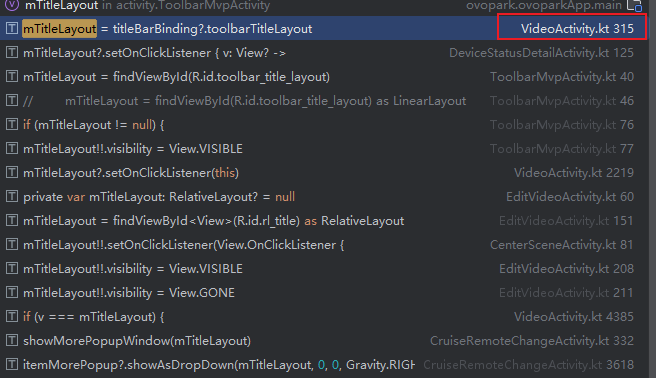 mTitleLayout in activity.ToolbarMvpActivity ovopark.ovoparkApp.main
mTitleLayout = titleBarBinding?.toolbarTitleLayout VideoActivity.kt 315
mTitleLayout?.setOnClickListener { v: View? -> DeviceStatusDetailActivity.kt 125
mTitleLayout = findViewById(R.id.toolbar_title_layout) ToolbarMvpActivity.kt 40
// mTitleLayout = findViewById(R.id.toolbar_title_layout) as LinearLayout ToolbarMvpActivity.kt 46
if (mTitleLayout != null) { ToolbarMvpActivity.kt 76
mTitleLayout!!.visibility = View.VISIBLE ToolbarMvpActivity.kt 77
mTitleLayout?.setOnClickListener(this) VideoActivity.kt 2219
private var mTitleLayout: RelativeLayout? = null EditVideoActivity.kt 60
mTitleLayout = findViewById<View>(R.id.rl_title) as RelativeLayout EditVideoActivity.kt 151
mTitleLayout!!.setOnClickListener(View.OnClickListener { CenterSceneActivity.kt 81
mTitleLayout!!.visibility = View.VISIBLE EditVideoActivity.kt 208
mTitleLayout!!.visibility = View.GONE EditVideoActivity.kt 211
if (v === mTitleLayout) { VideoActivity.kt 4385
showMorePopupWindow(mTitleLayout) CruiseRemoteChangeActivity.kt 332
itemMorePopup?.showAsDropDown(mTitleLayout, 0, 0, Gravity.RIGH CruiseRemoteChangeActivity.kt 3618